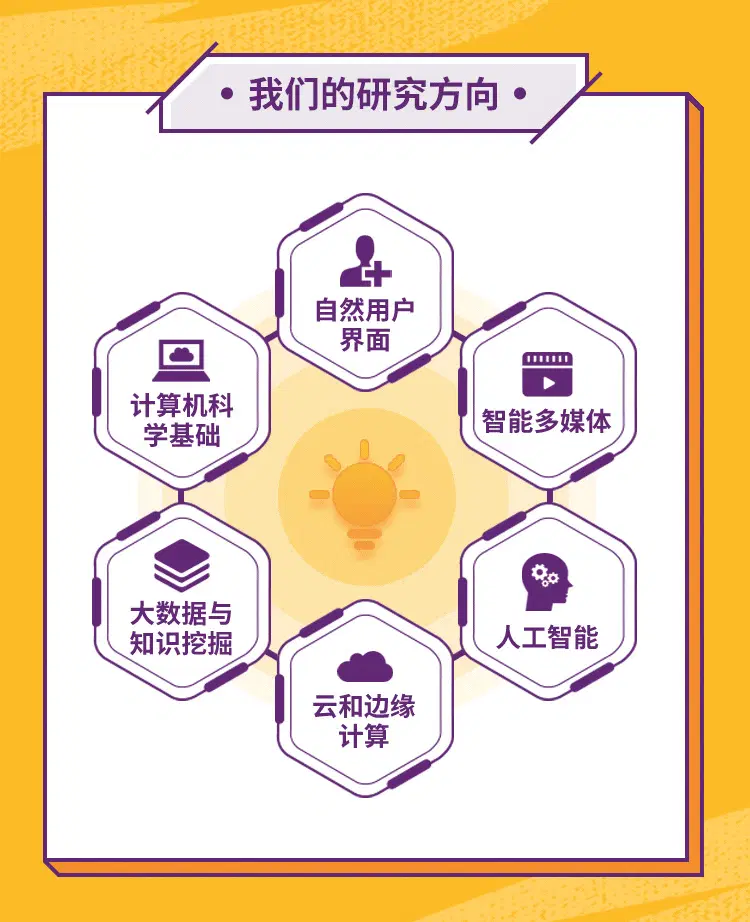 • 我们的研究方向 •
自然用户
界面
计算机科
学基础
智能多媒体
大数据与
知识挖掘
人工智能
云和边缘
计算